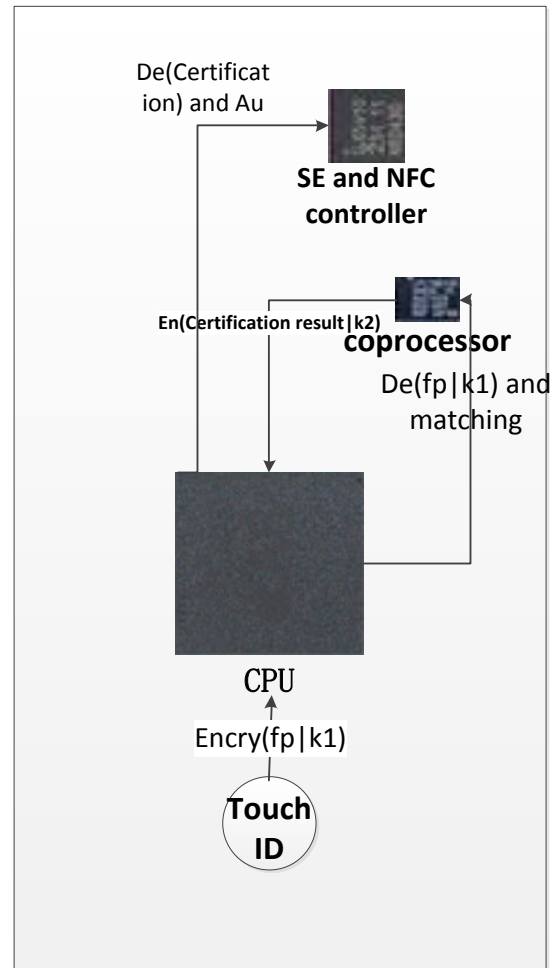 De(Certificat
ion) and Au
SE and NFC
controller
En(Certification result|k2)
coprocessor
De(fp|k1) and
matching
CPU
Encry(fp|k1)
Touch
ID